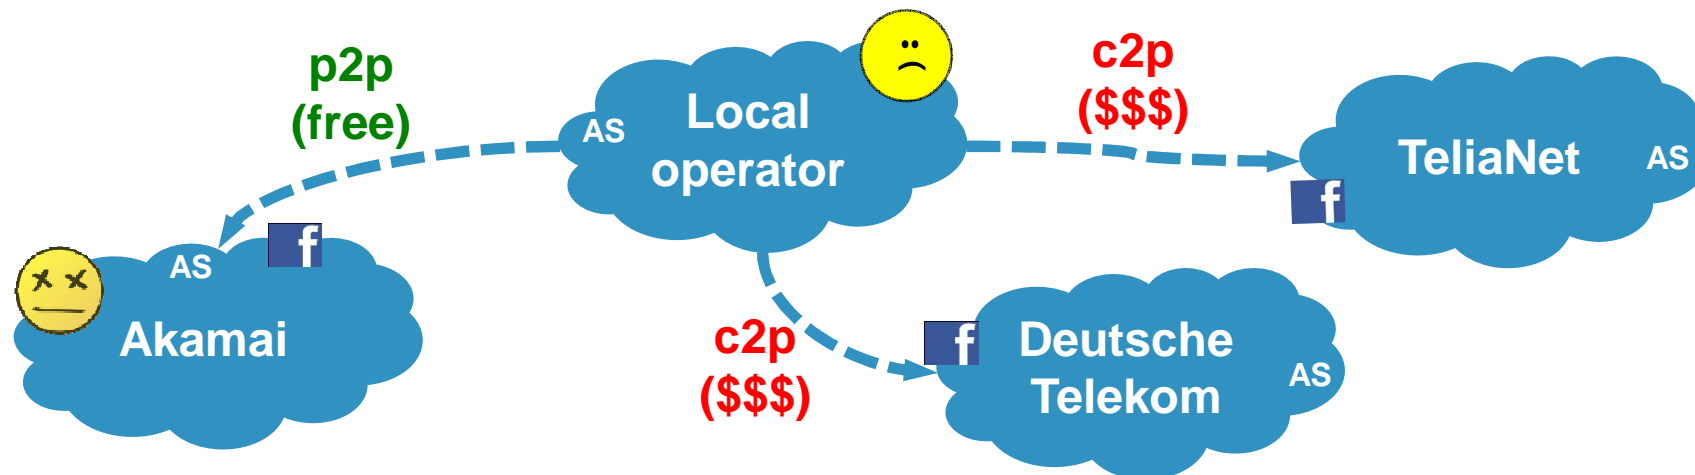 p2p
(free)
AS
Local
operator
c2p
($$$)
TeliaNet
AS
f
AS
f
Akamai
c2p
($$$)
f
Deutsche
Telekom
AS